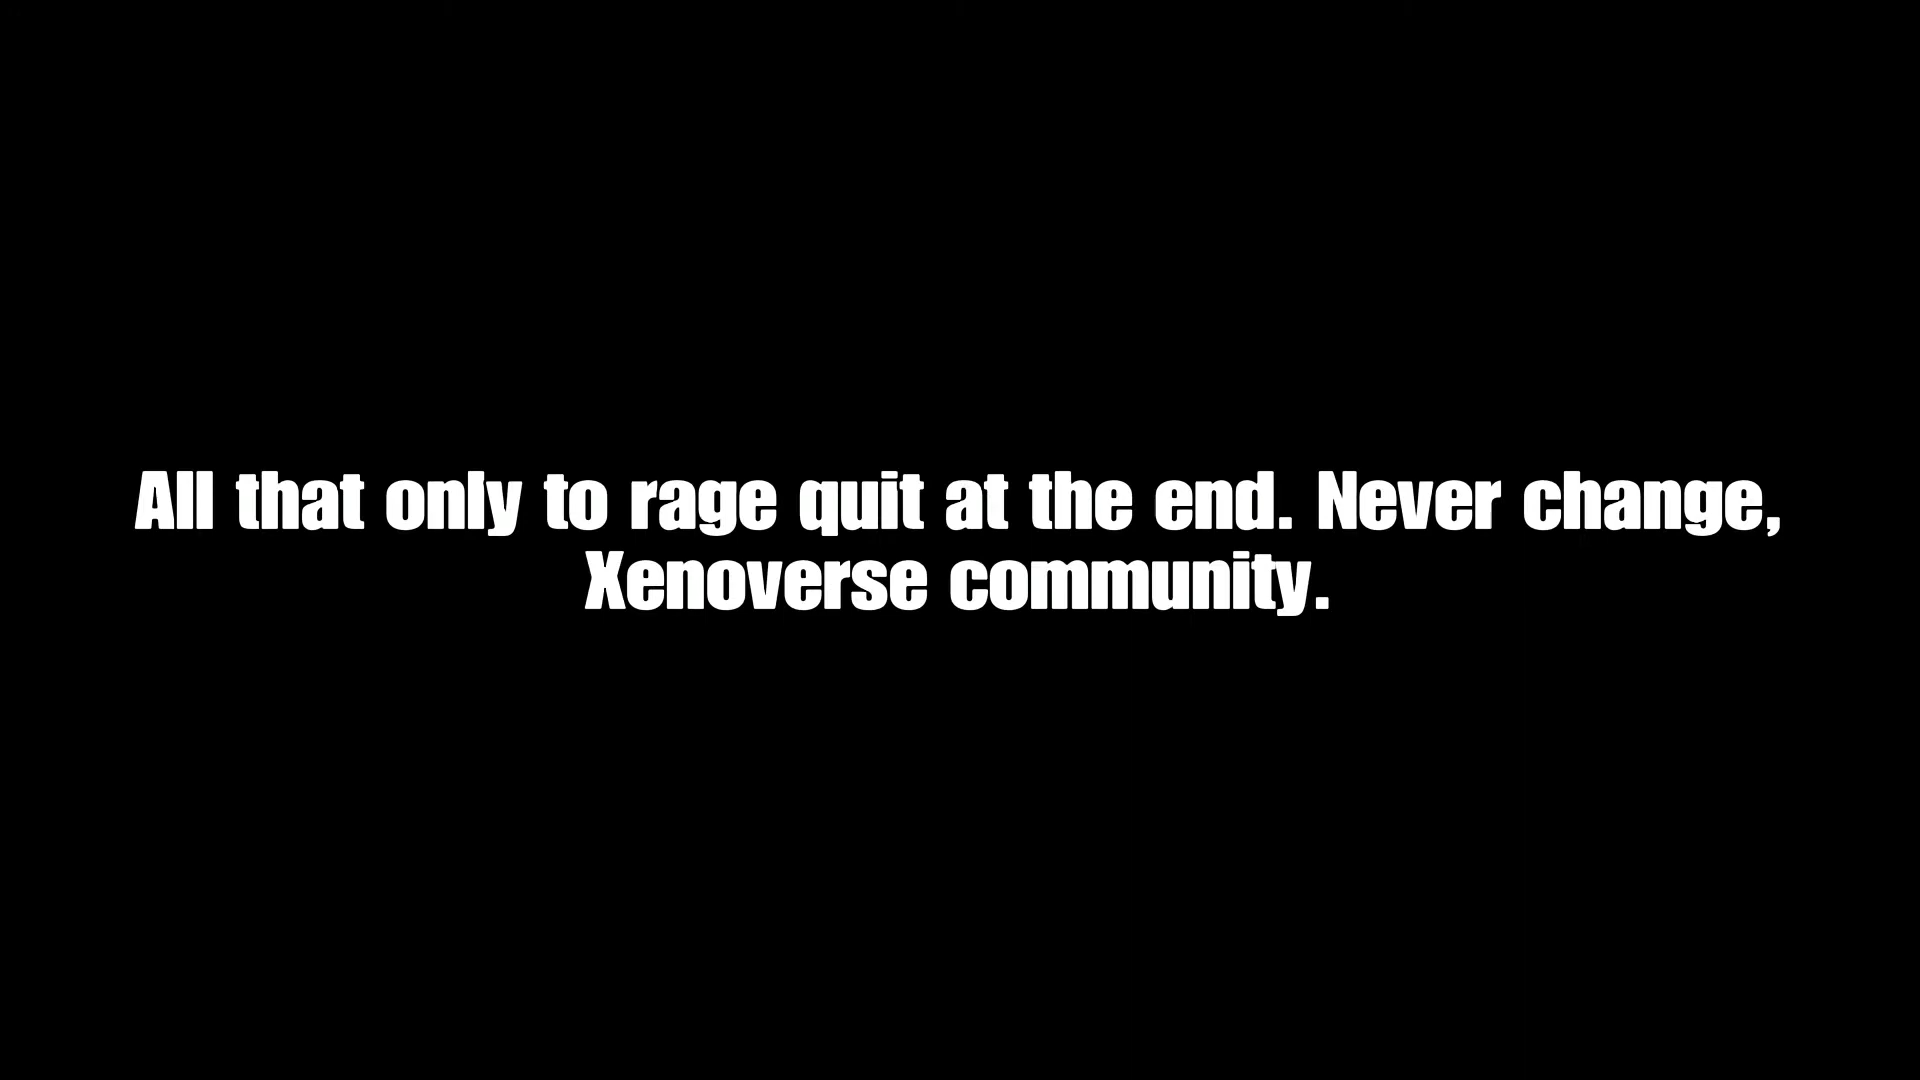 All that only to rage quit at the end. Never change,
Xenoverse community.